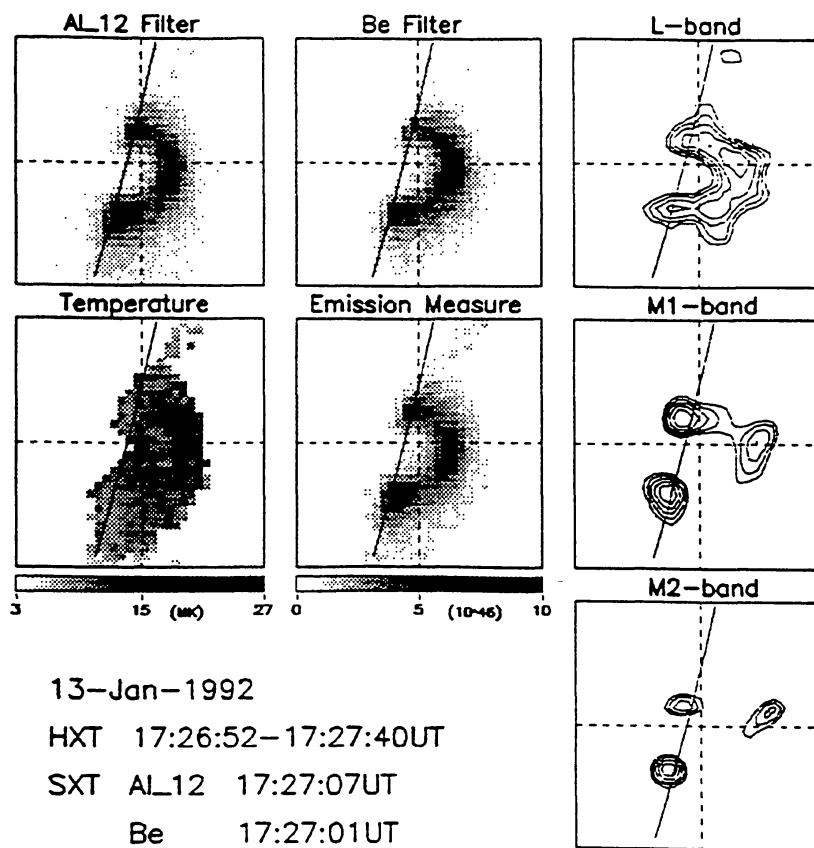 AL_12 Filter
Be Filter
L-band
Temperature
Emission Measure
M1-band
3 15 (MK) 27
0 5 (10^46) 10
M2-band
13-Jan-1992
HXT 17:26:52-17:27:40UT
SXT AL_12 17:27:07UT
Be 17:27:01UT